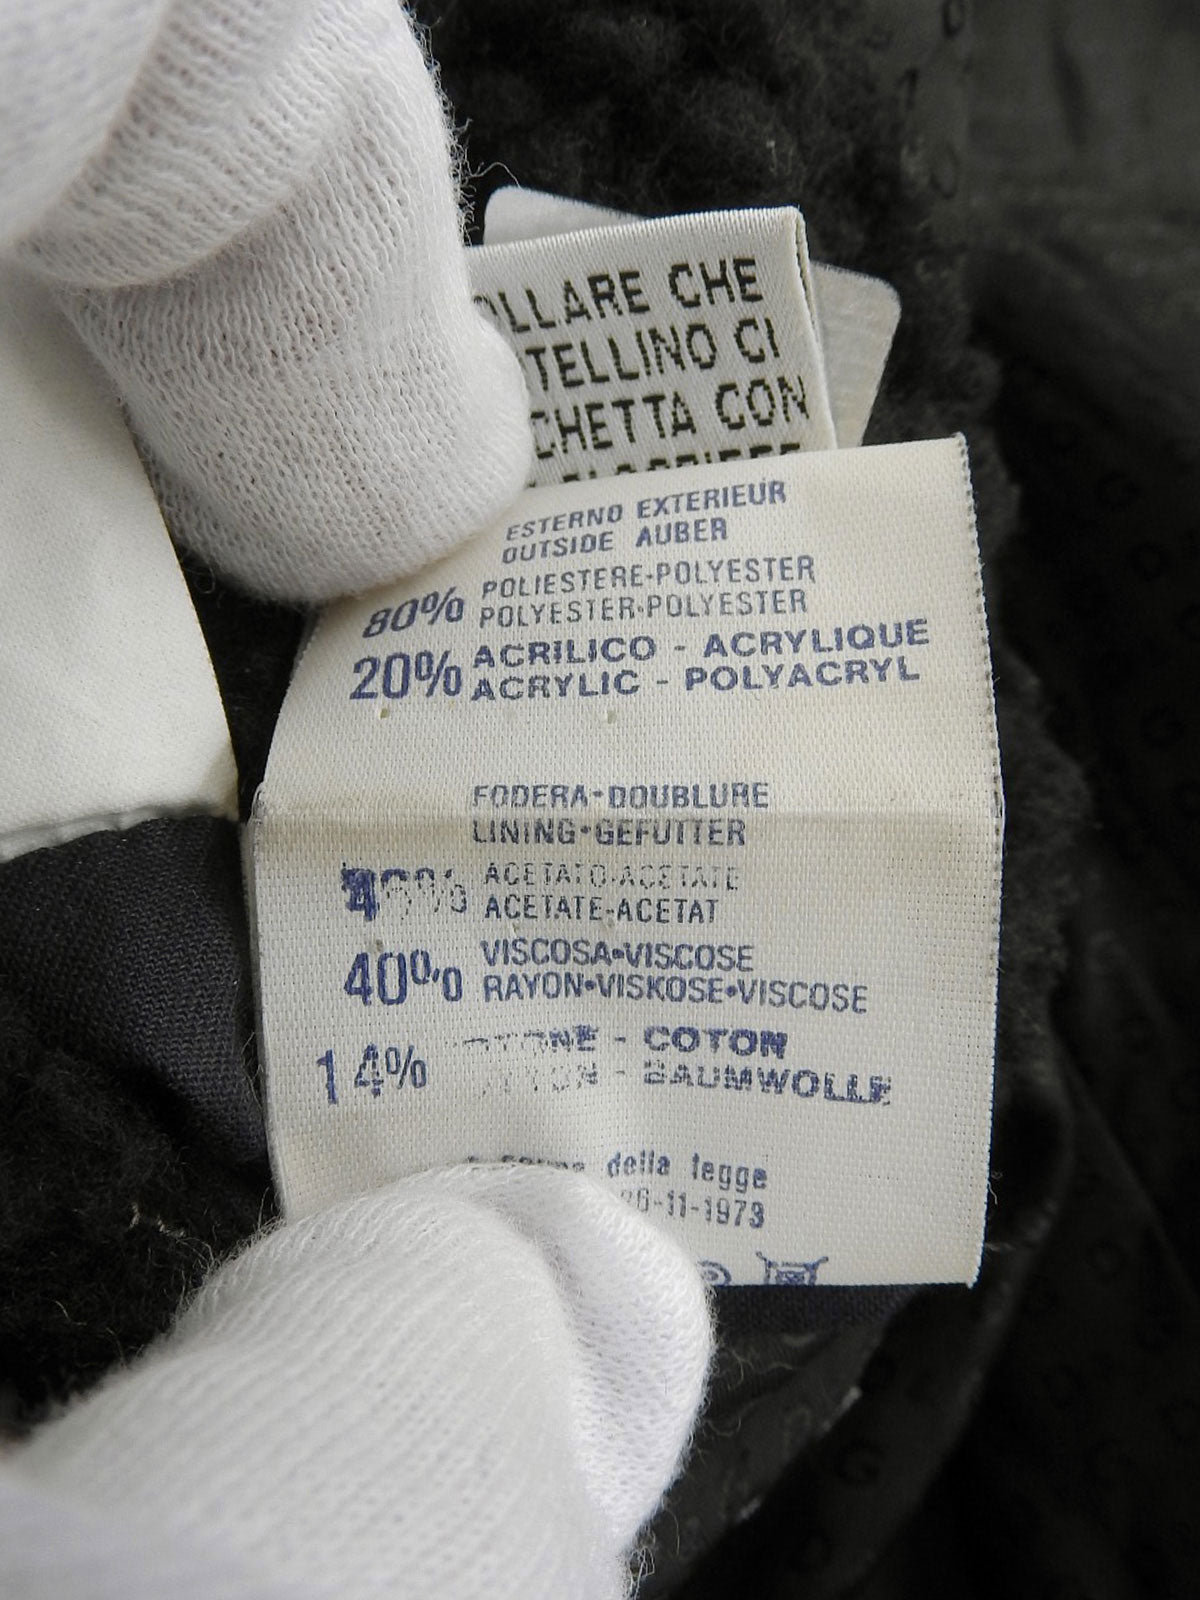 OLLARE CHE
TELLINO CI
CHETTA CON
ESTERNO EXTERIEUR
OUTSIDE AUBER
80% POLIESTERE-POLYESTER
POLYESTER-POLYESTER
20% ACRILICO - ACRYLIQUE
ACRYLIC - POLYACRYL
FODERA-DOUBLURE
LINING-GEFUTTER
ACETATO-ACETATE
ACETATE-ACETAT
40% VISCOSA-VISCOSE
RAYON-VISKOSE-VISCOSE
14% - COTON
- BAUMWOLLE
della legge
26-11-1973